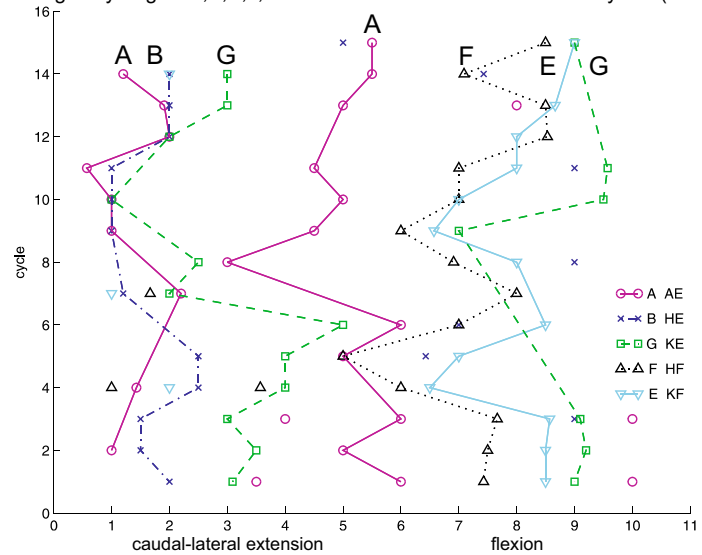 16
14
12
10
8
6
4
2
0
cycle
A B G A F E G
A AE
B HE
G KE
F HF
E KF
0 1 2 3 4 5 6 7 8 9 10 11
caudal-lateral extension flexion